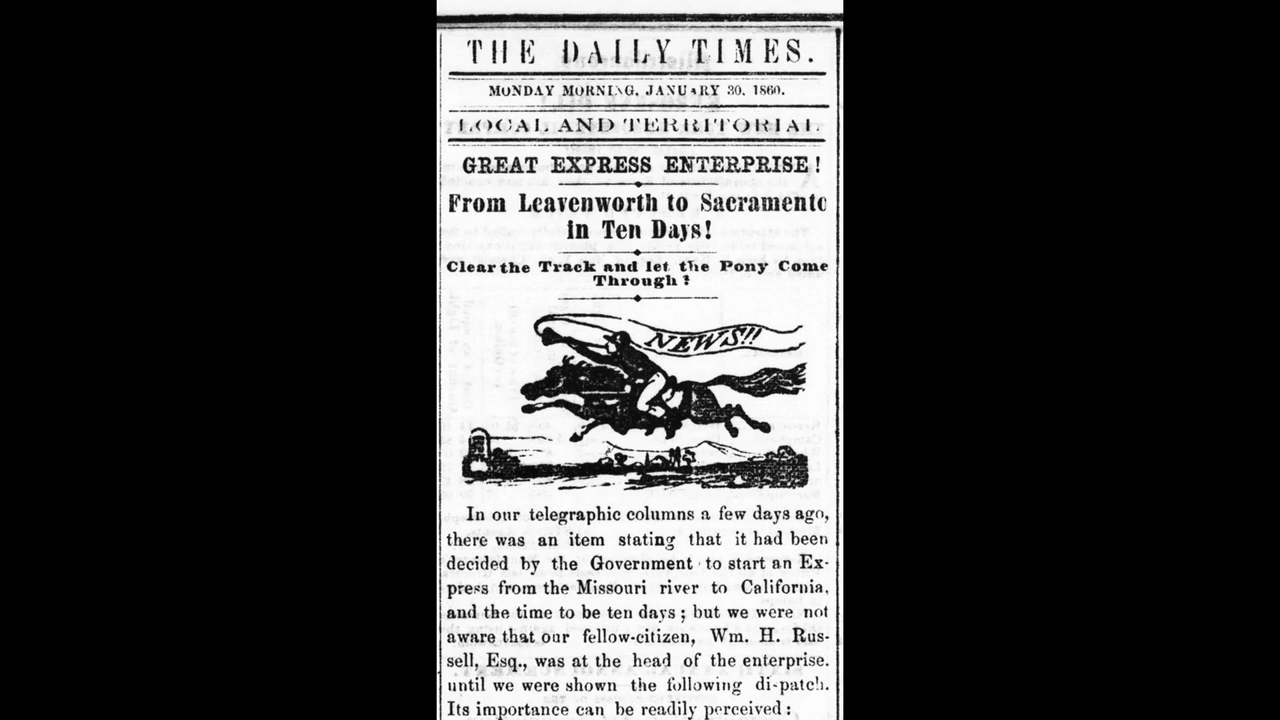 THE DAILY TIMES.
MONDAY MORNING, JANUARY 30, 1860.
LOCAL AND TERRITORIAL
GREAT EXPRESS ENTERPRISE!
From Leavenworth to Sacramento
in Ten Days!
Clear the Track and let the Pony Come
Through!
NEWS!!
In our telegraphic columns a few days ago,
there was an item stating that it had been
decided by the Government to start an Ex-
press from the Missouri river to California,
and the time to be ten days; but we were not
aware that our fellow-citizen, Wm. H. Rus-
sell, Esq., was at the head of the enterprise.
until we were shown the following dispatch.
Its importance can be readily perceived: